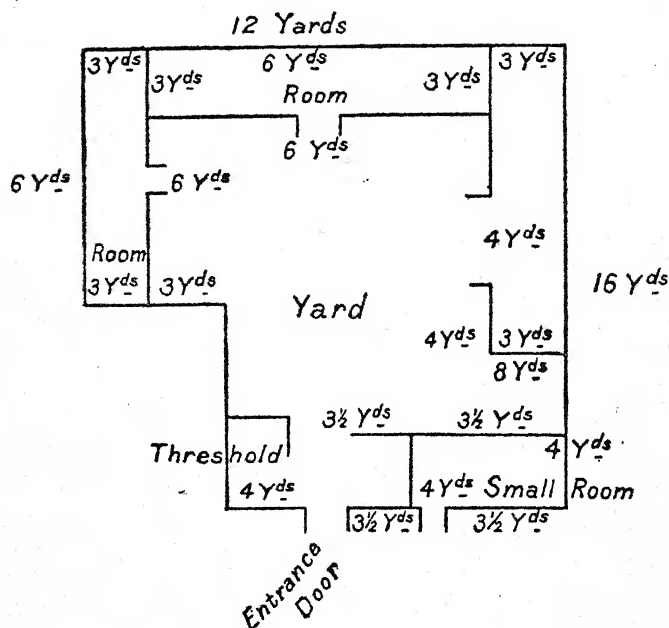 12 Yards
3 Yds 6 Yds 3 Yds
3 Yds 3 Yds
Room
6 Yds
6 Yds 6 Yds
4 Yds
Room
3 Yds 3 Yds
Yard
16 Yds
4 Yds 3 Yds
8 Yds
3½ Yds 3½ Yds
Threshold
4 Yds
4 Yds 4 Yds Small Room
3½ Yds 3½ Yds
Entrance
Door